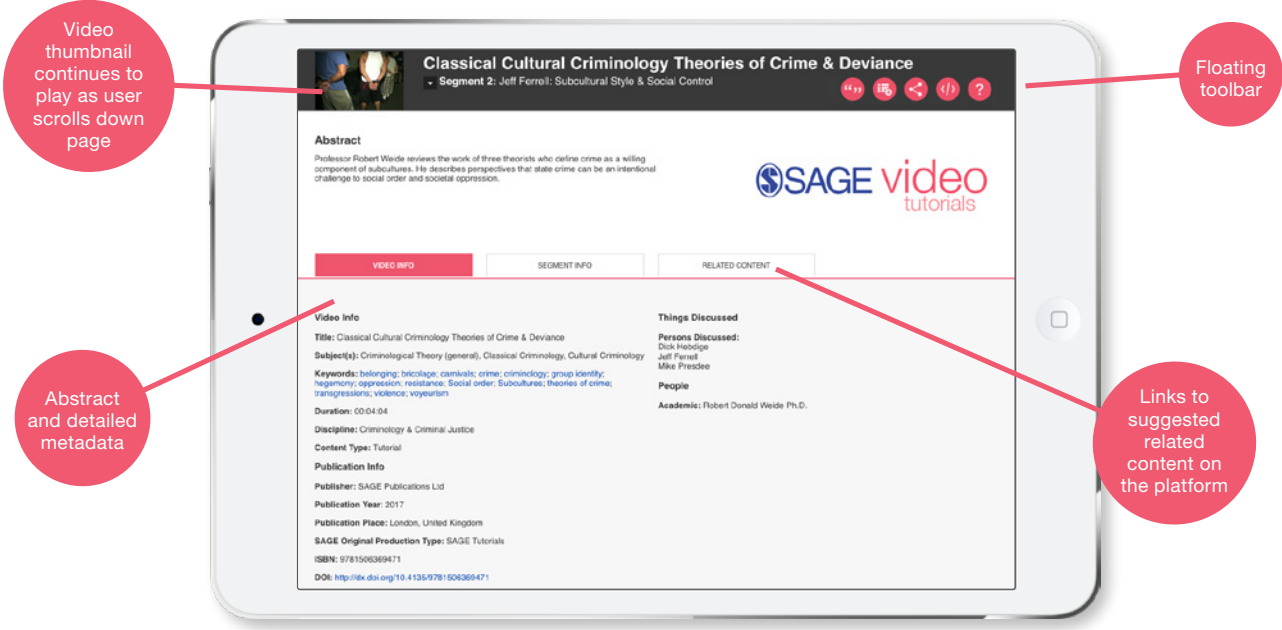 Video
thumbnail
continues to
play as user
scrolls down
page
Classical Cultural Criminology Theories of Crime & Deviance
Segment 2: Jeff Ferrell: Subcultural Style & Social Control
“ ”
</>
?
Floating
toolbar
Abstract
Professor Robert Weide reviews the work of three theorists who define crime as a willing
component of subcultures. He describes perspectives that state crime can be an intentional
challenge to social order and societal oppression.
SAGE video
tutorials
VIDEO INFO
SEGMENT INFO
RELATED CONTENT
Abstract
and detailed
metadata
Video Info
Title: Classical Cultural Criminology Theories of Crime & Deviance
Subject(s): Criminological Theory (general), Classical Criminology, Cultural Criminology
Keywords: belonging; bricolage; carnivals; crime; criminology; group identity;
hegemony; oppression; resistance; Social order; Subcultures; theories of crime;
transgressions; violence; voyeurism
Duration: 00:04:04
Discipline: Criminology & Criminal Justice
Content Type: Tutorial
Publication Info
Publisher: SAGE Publications Ltd
Publication Year: 2017
Publication Place: London, United Kingdom
SAGE Original Production Type: SAGE Tutorials
ISBN: 9781506369471
DOI: http://dx.doi.org/10.4135/9781506369471
Things Discussed
Persons Discussed:
Dick Hebdige
Jeff Ferrell
Mike Presdee
People
Academic: Robert Donald Weide Ph.D.
Links to
suggested
related
content on
the platform